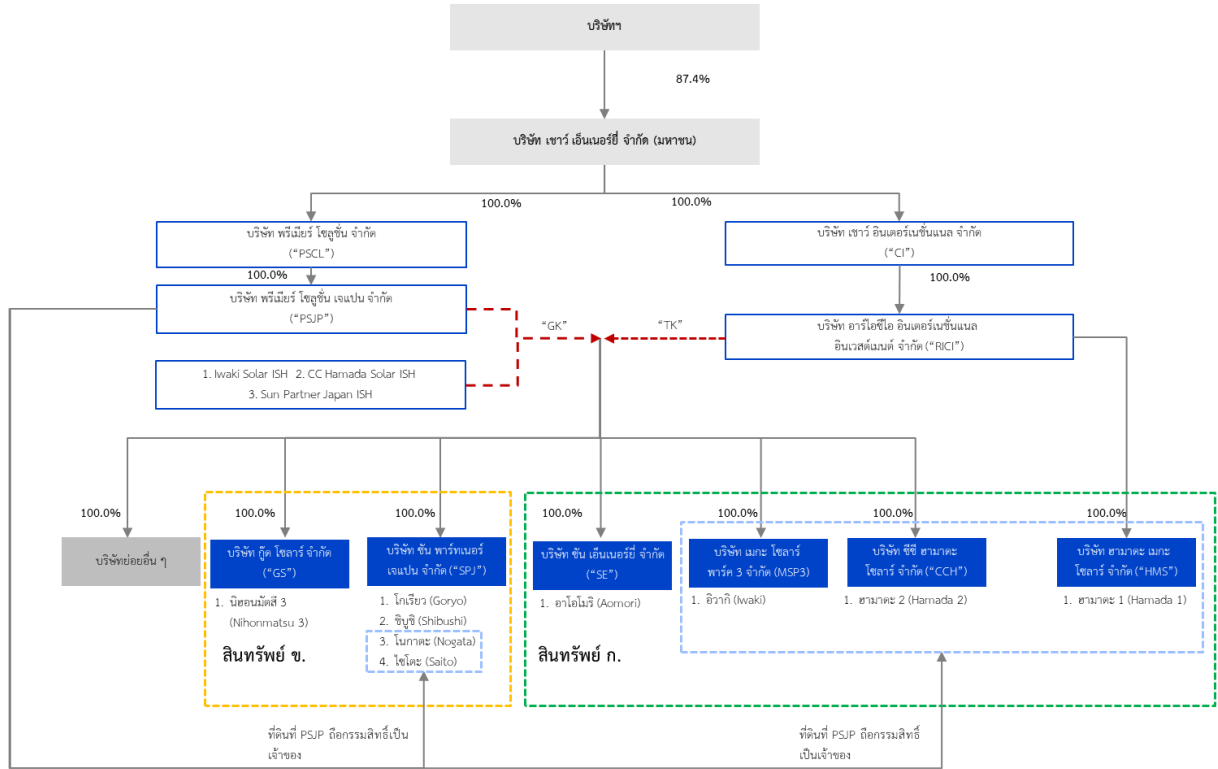 บริษัทฯ
87.4%
บริษัท เชาว์ เอ็นเนอร์ยี่ จำกัด (มหาชน)
100.0%
100.0%
บริษัท พรีเมียร์ โซลูชั่น จำกัด
(“PSCL”)
บริษัท เชาว์ อินเตอร์เนชั่นแนล จำกัด
(“CI”)
100.0%
100.0%
บริษัท พรีเมียร์ โซลูชั่น เจแปน จำกัด
(“PSJP”)
“GK”
“TK”
บริษัท อาร์ไอซีไอ อินเตอร์เนชั่นแนล
อินเวสต์เมนต์ จำกัด (“RICI”)
1. Iwaki Solar ISH 2. CC Hamada Solar ISH
3. Sun Partner Japan ISH
100.0%
100.0%
100.0%
100.0%
100.0%
100.0%
100.0%
บริษัทย่อยอื่น ๆ
บริษัท กู๊ด โซลาร์ จำกัด
(“GS”)
บริษัท ซัน พาร์ทเนอร์
เจแปน จำกัด (“SPJ”)
บริษัท ซัน เอ็นเนอร์ยี่ จำกัด
(“SE”)
บริษัท เมกะ โซลาร์
พาร์ค 3 จำกัด (MSP3)
บริษัท ซีซี ฮามาดะ
โซลาร์ จำกัด (“CCH”)
บริษัท ฮามาดะ เมกะ
โซลาร์ จำกัด (“HMS”)
1. นิฮอนมัตสึ 3
(Nihonmatsu 3)
1. โกเรียว (Goryo)
2. ชิบูชิ (Shibushi)
3. โนกาตะ (Nogata)
4. ไซโตะ (Saito)
1. อาโอโมริ (Aomori)
1. อิวากิ (Iwaki)
1. ฮามาดะ 2 (Hamada 2)
1. ฮามาดะ 1 (Hamada 1)
สินทรัพย์ ข.
สินทรัพย์ ก.
ที่ดินที่ PSJP ถือกรรมสิทธิ์เป็น
เจ้าของ
ที่ดินที่ PSJP ถือกรรมสิทธิ์
เป็นเจ้าของ